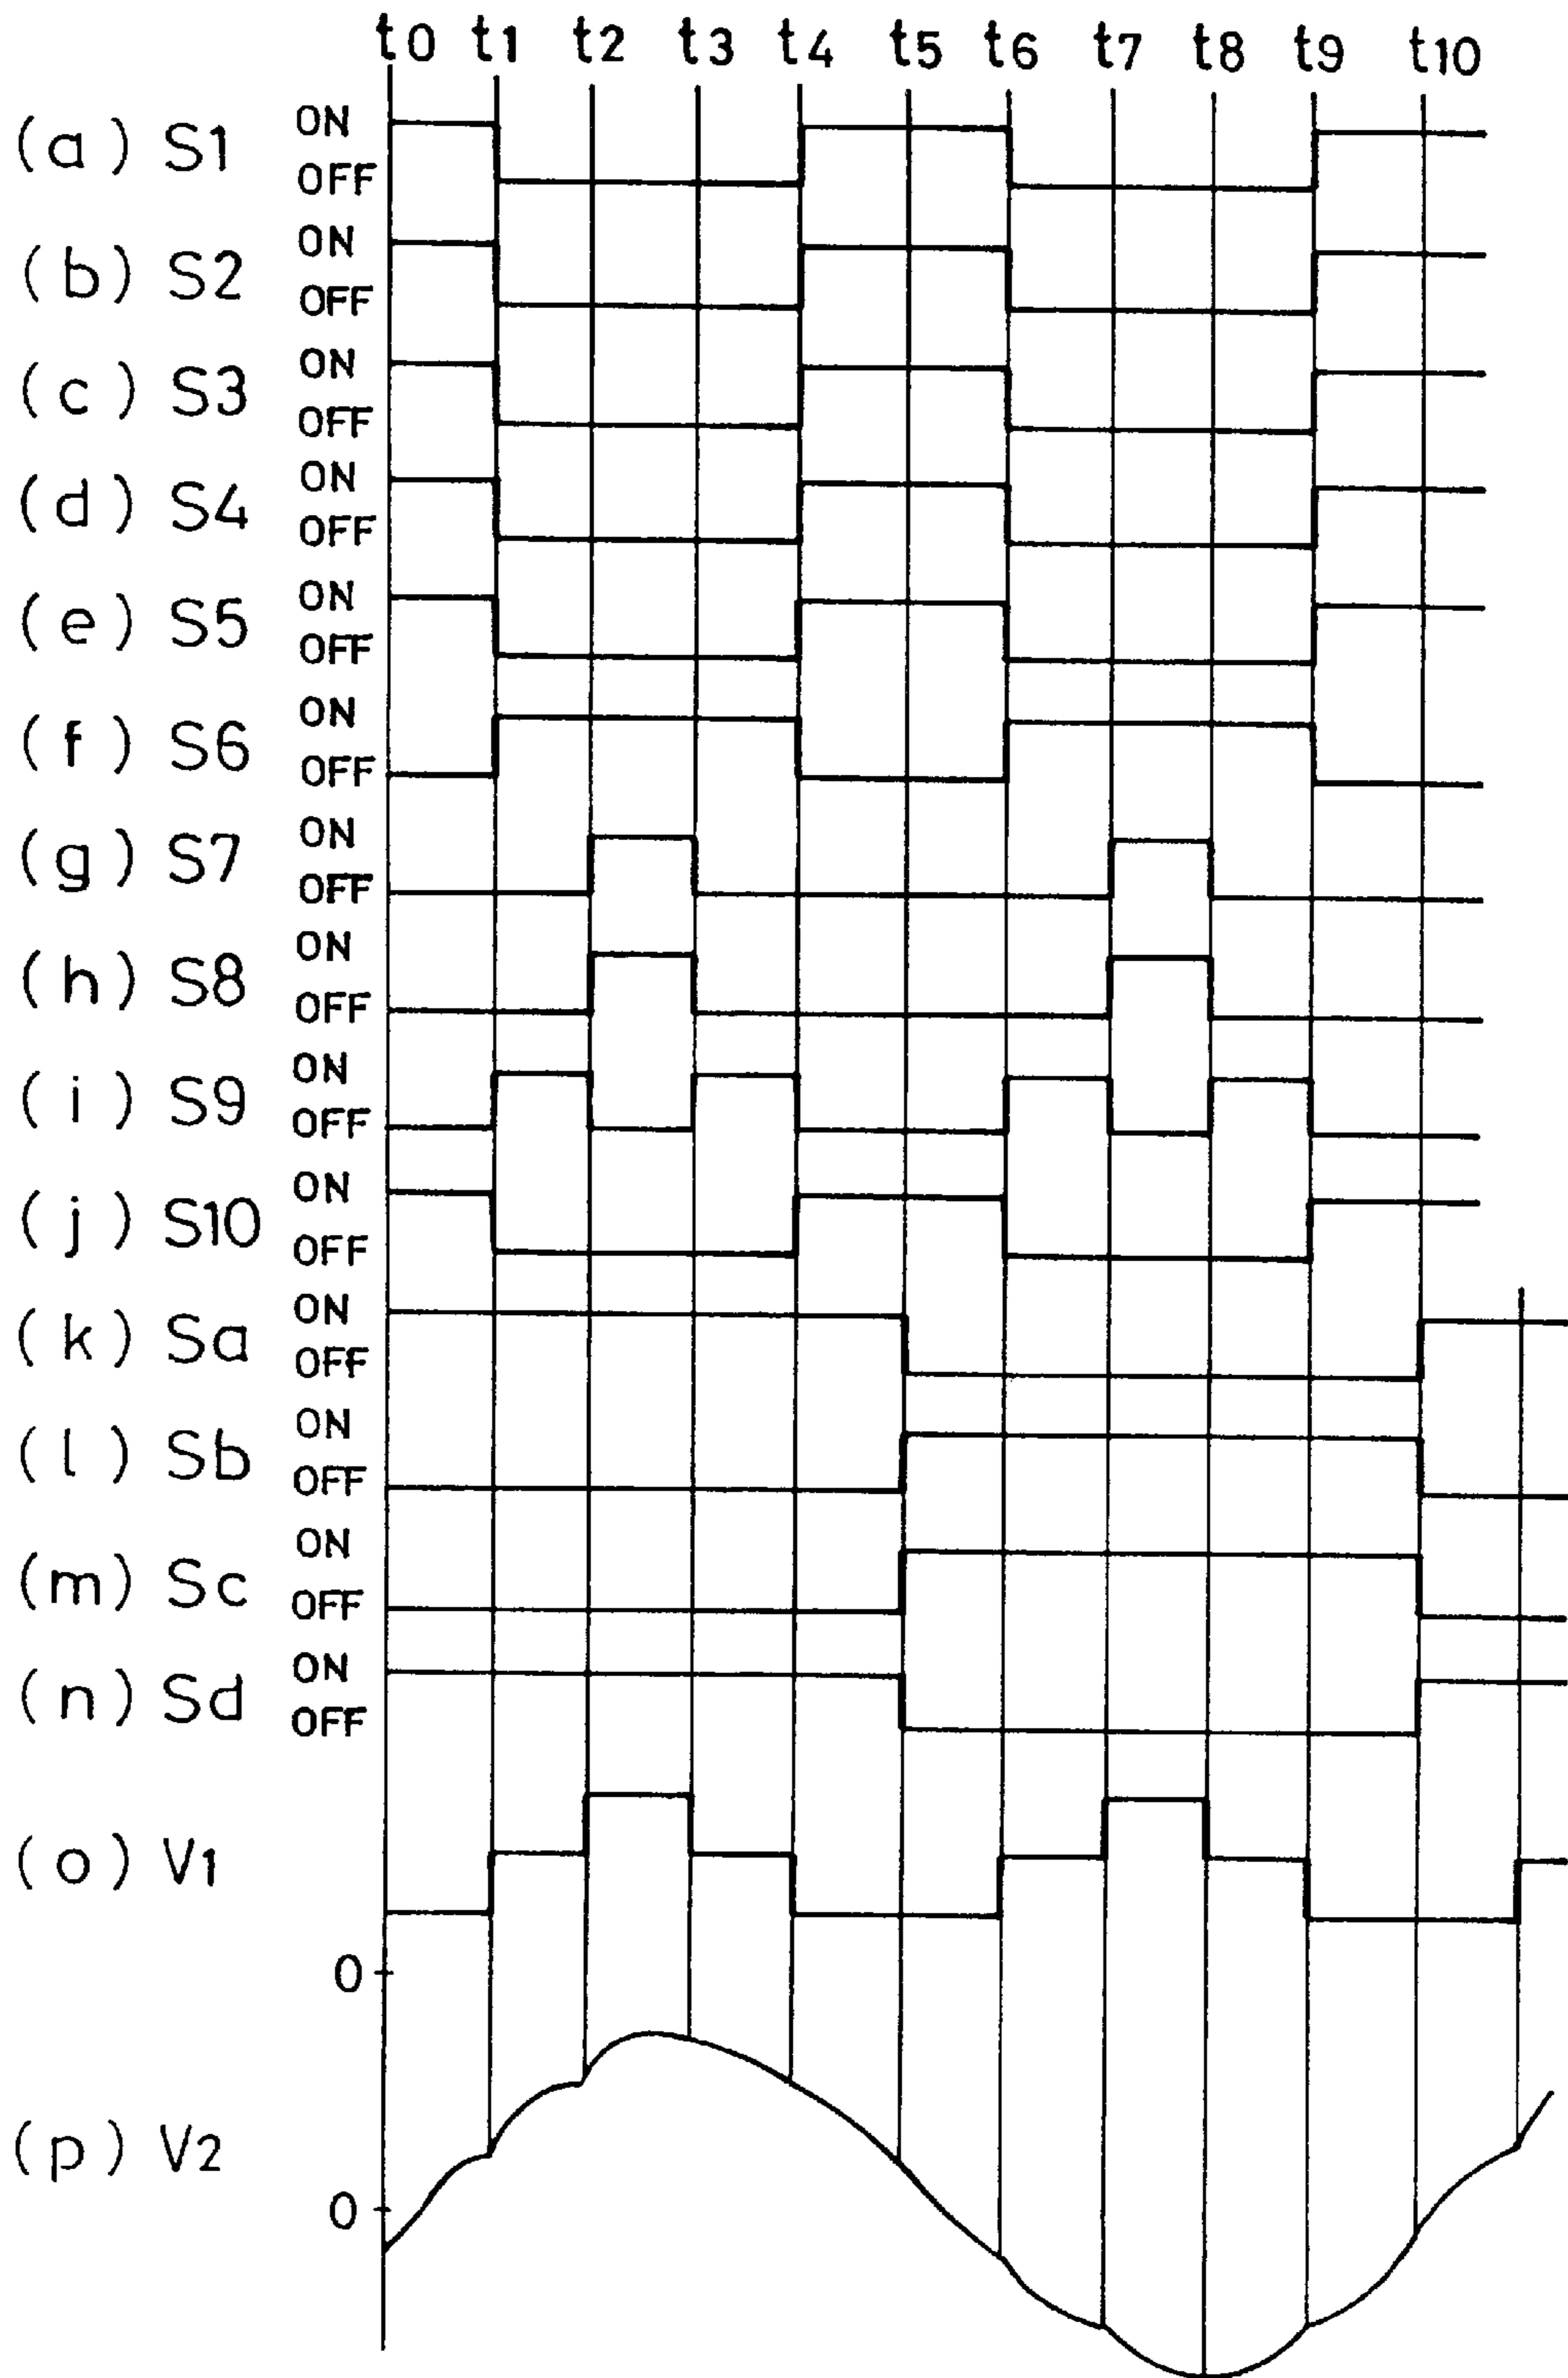 t0 t1 t2 t3 t4 t5 t6 t7 t8 t9 t10
(a) S1 ON
OFF
(b) S2 ON
OFF
(c) S3 ON
OFF
(d) S4 ON
OFF
(e) S5 ON
OFF
(f) S6 ON
OFF
(g) S7 ON
OFF
(h) S8 ON
OFF
(i) S9 ON
OFF
(j) S10 ON
OFF
(k) Sa ON
OFF
(l) Sb ON
OFF
(m) Sc ON
OFF
(n) Sd ON
OFF
(o) V1
0
(p) V2
0